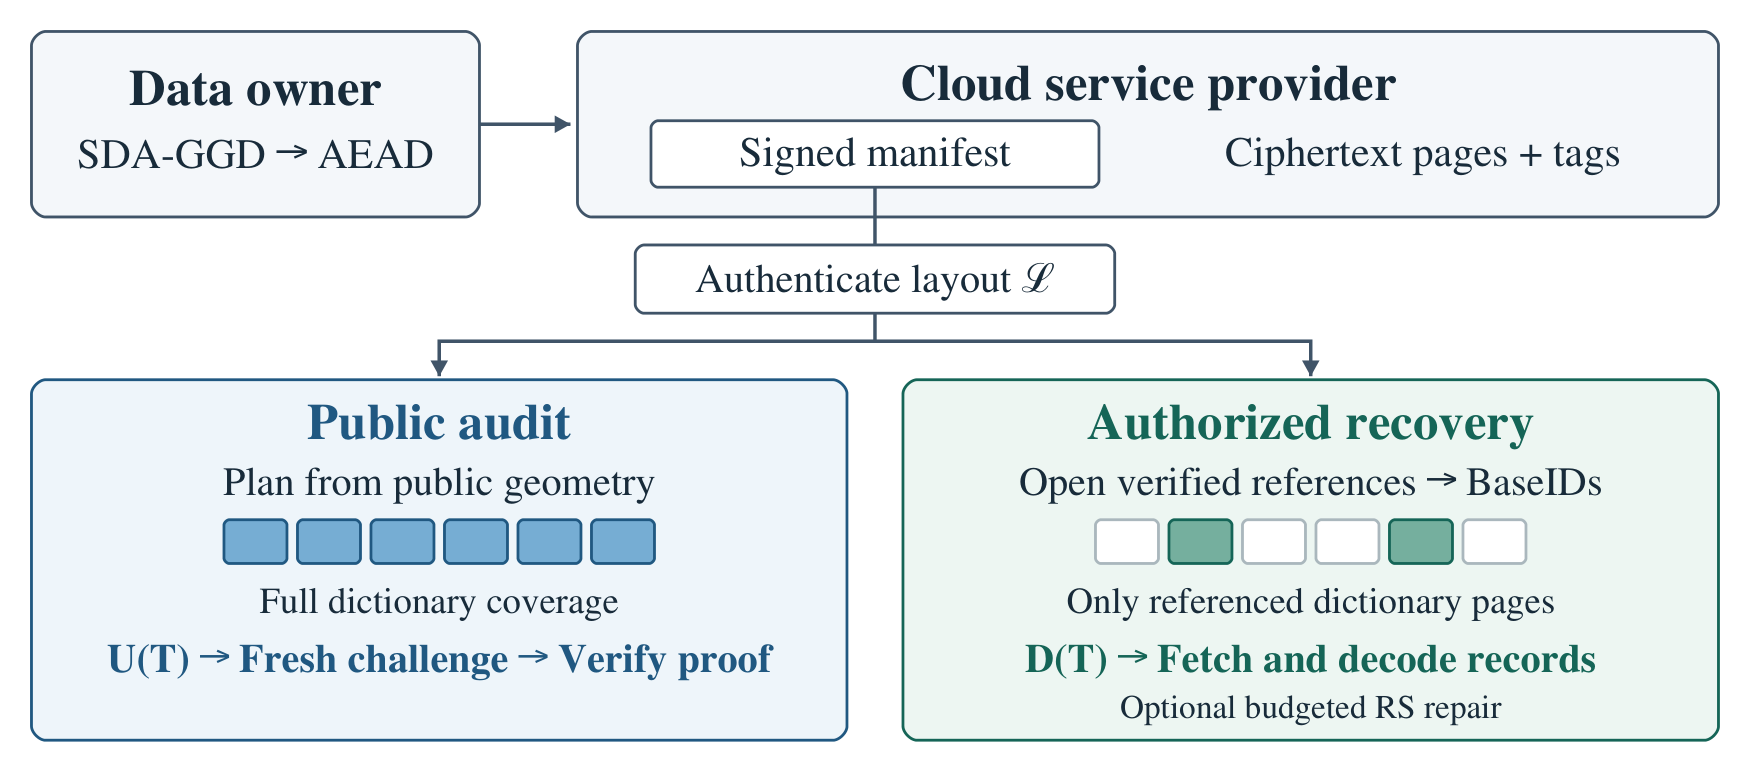 Data owner
SDA-GGD → AEAD
Cloud service provider
Signed manifest
Ciphertext pages + tags
Authenticate layout ℒ
Public audit
Plan from public geometry
Full dictionary coverage
U(T) → Fresh challenge → Verify proof
Authorized recovery
Open verified references → BaseIDs
Only referenced dictionary pages
D(T) → Fetch and decode records
Optional budgeted RS repair